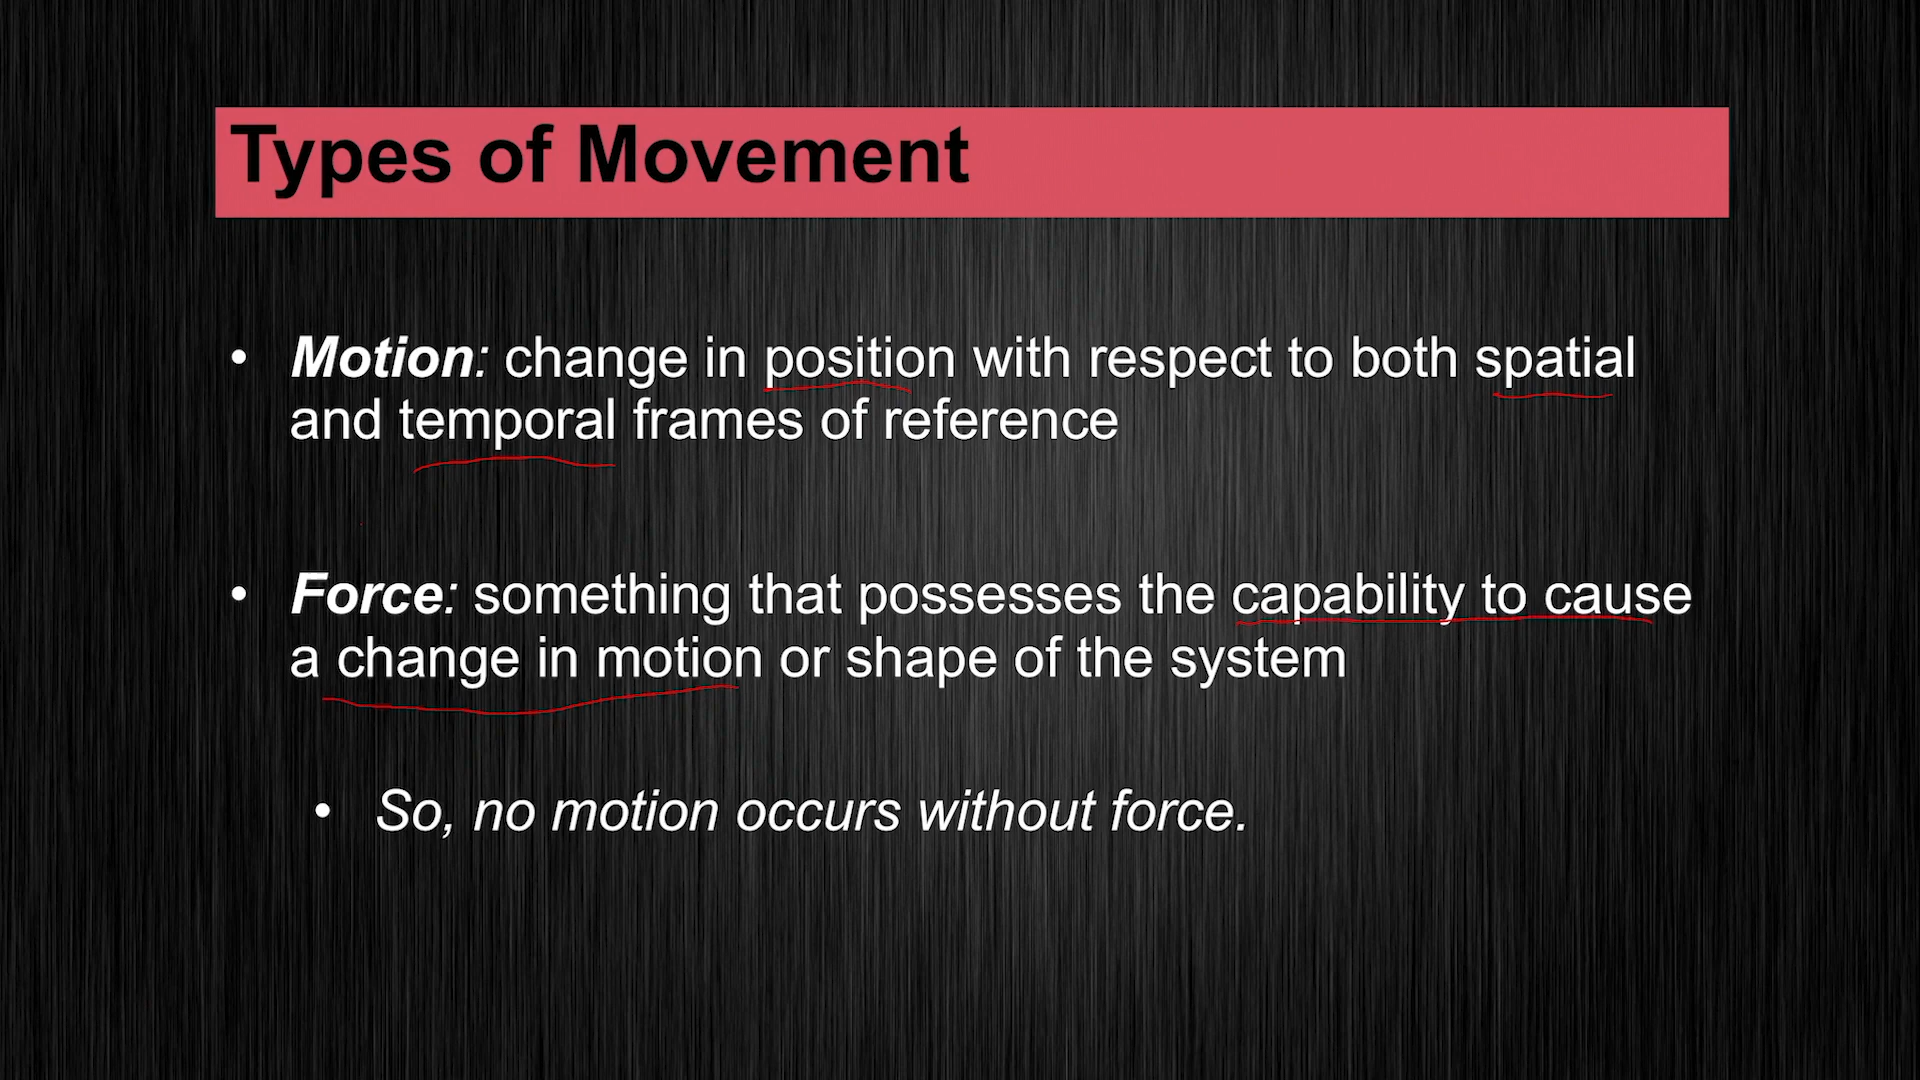 Types of Movement
• Motion: change in position with respect to both spatial
and temporal frames of reference
• Force: something that possesses the capability to cause
a change in motion or shape of the system
• So, no motion occurs without force.